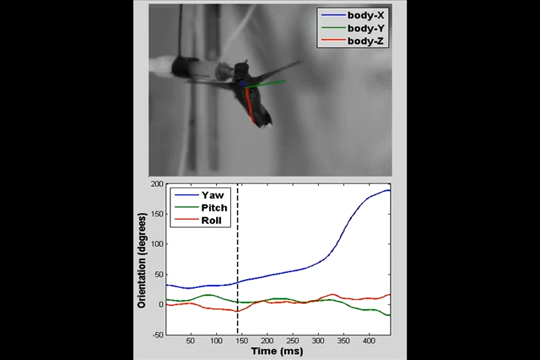 body-X
body-Y
body-Z
200
150
100
50
0
-50
Orientation (degrees)
Yaw
Pitch
Roll
50 100 150 200 250 300 350 400
Time (ms)